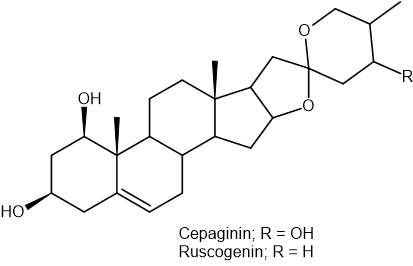 O
R
OH
O
HO
Cepaginin; R = OH
Ruscogenin; R = H